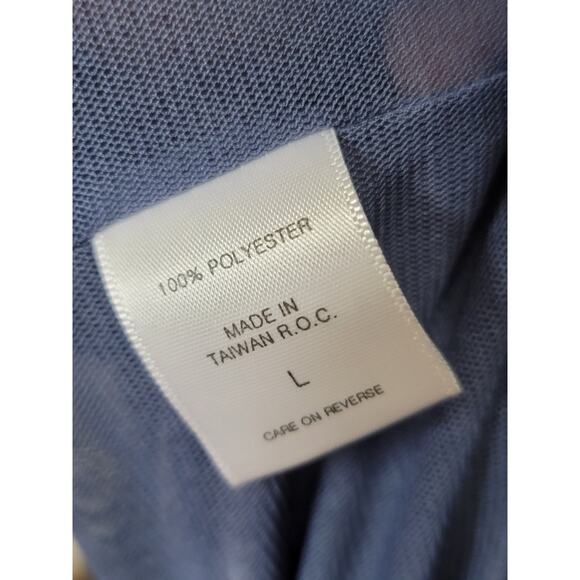 100% POLYESTER
MADE IN
TAIWAN R.O.C.
L
CARE ON REVERSE